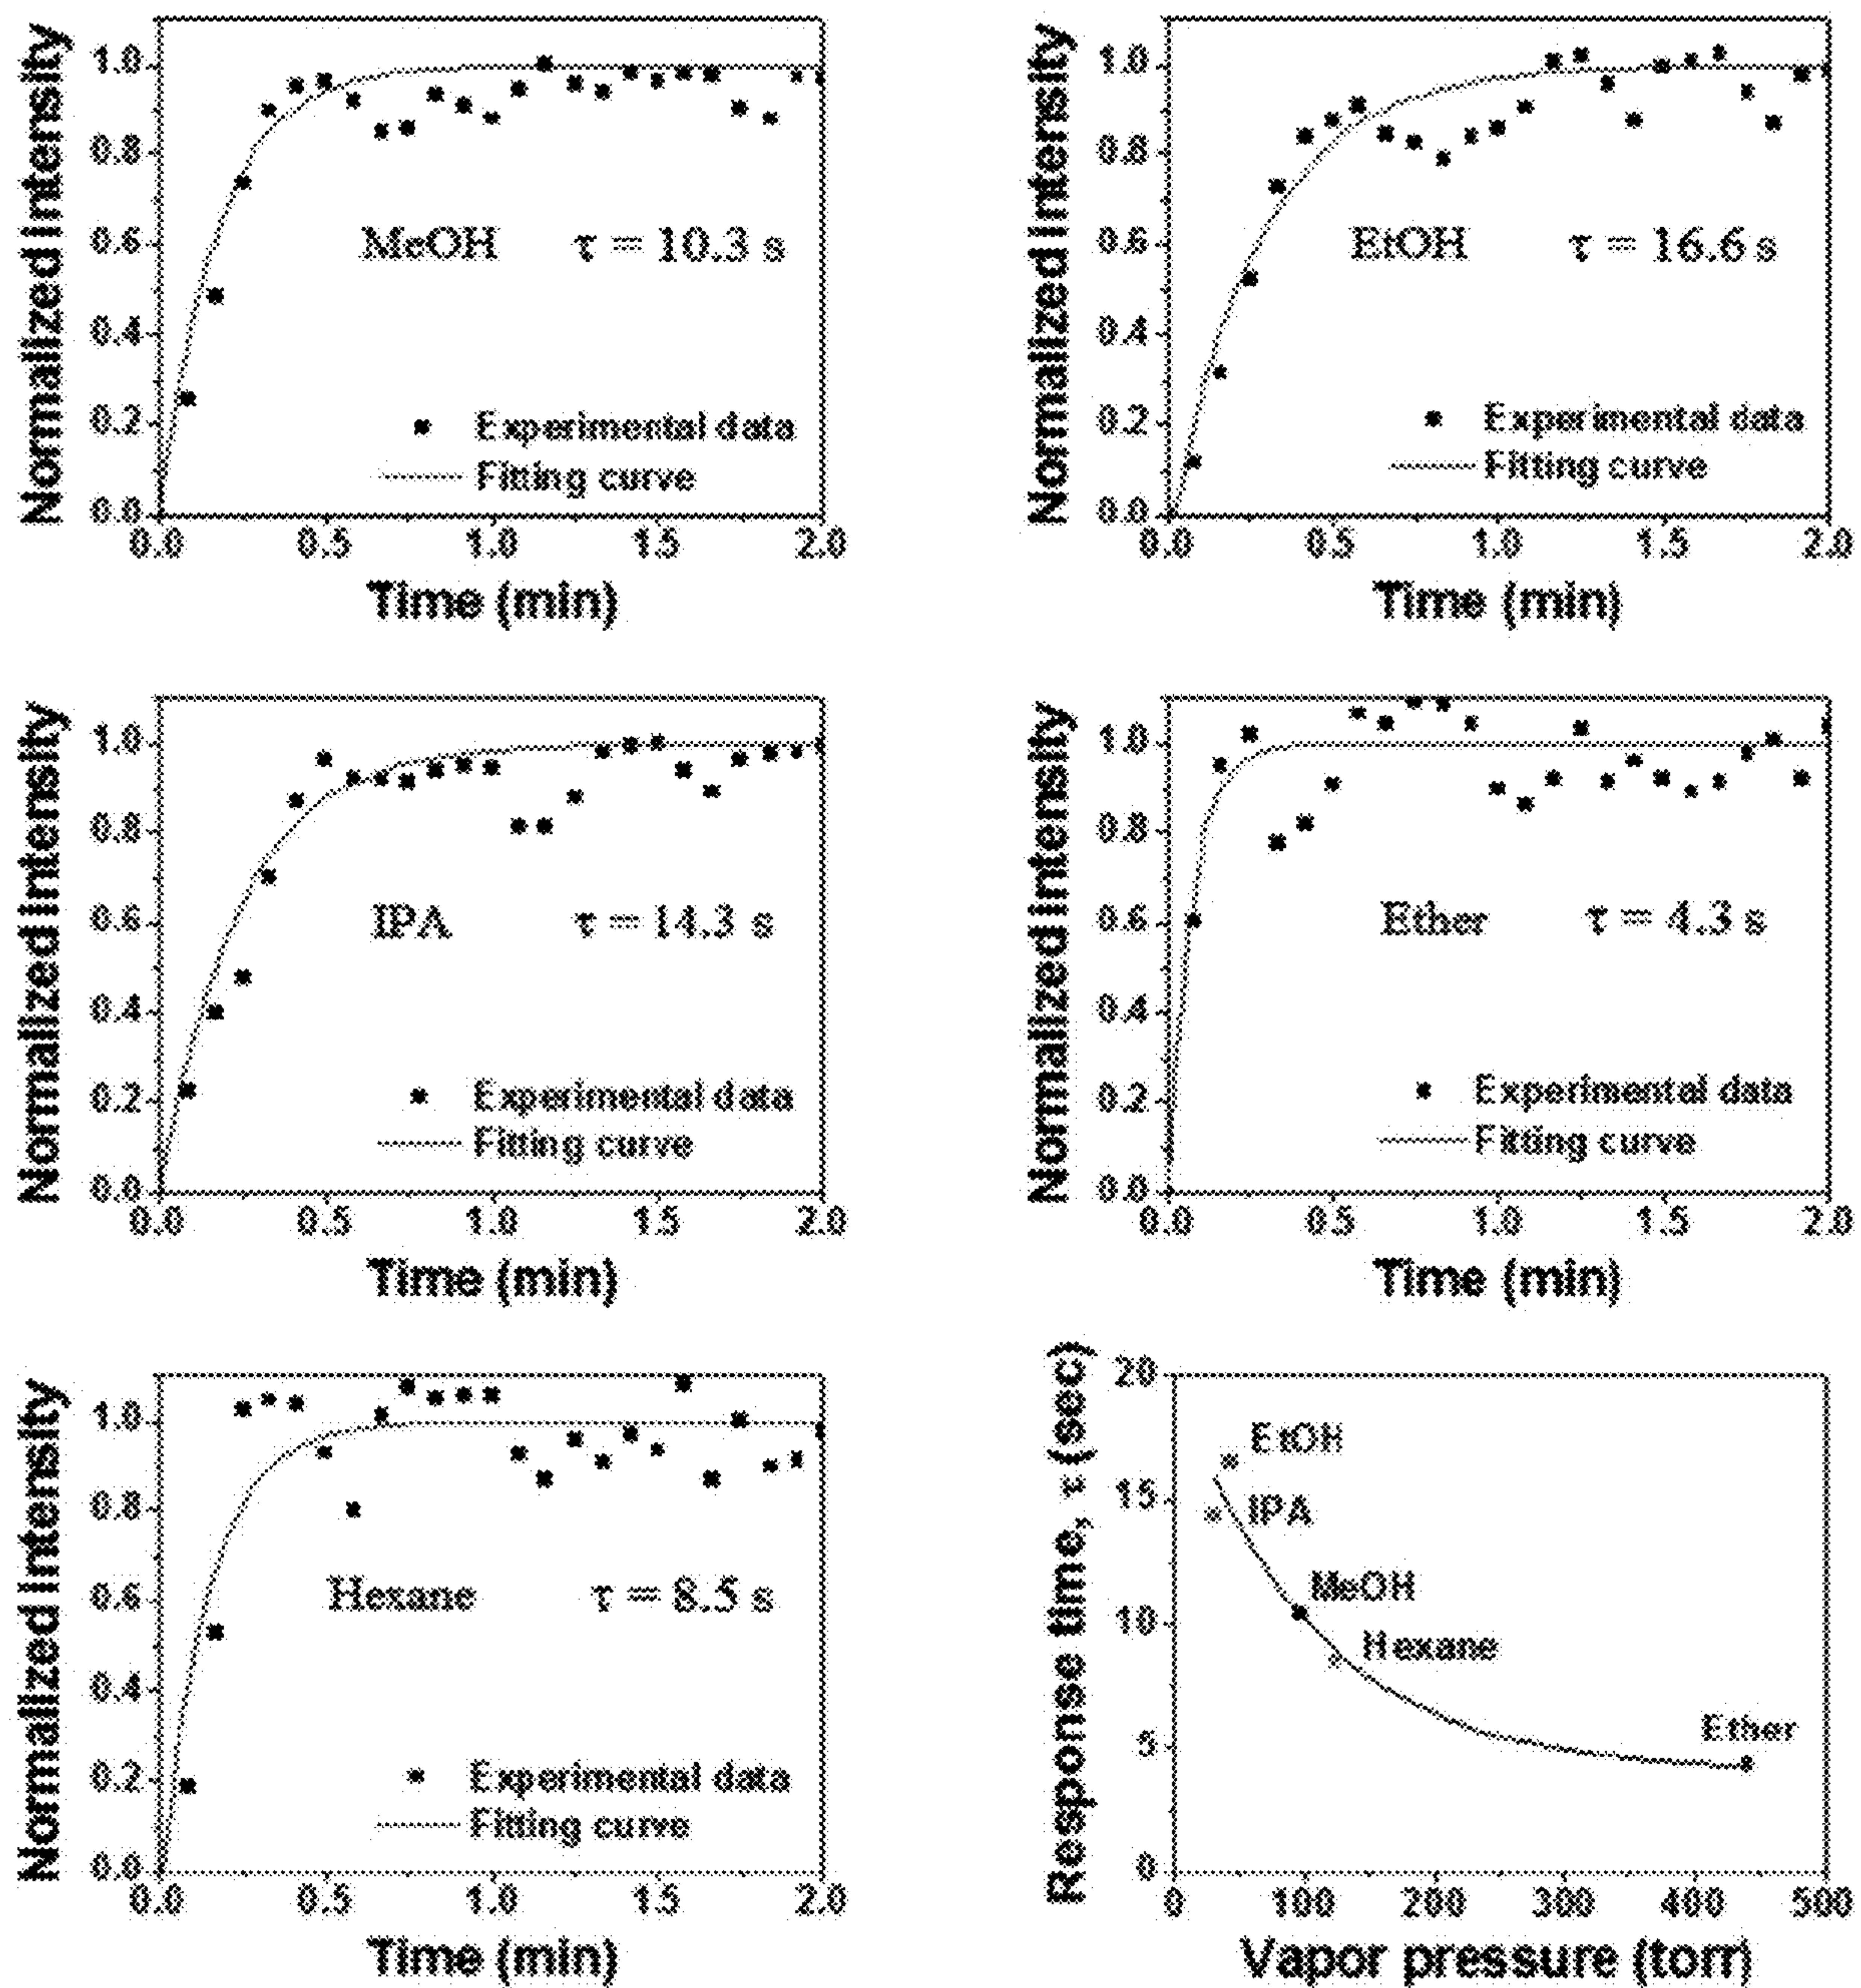 Normalized intensity
1.0
0.8
0.6
0.4
0.2
0.0
MeOH τ = 10.3 s
Experimental data
Fitting curve
0.0 0.5 1.0 1.5 2.0
Time (min)
Normalized intensity
1.0
0.8
0.6
0.4
0.2
0.0
EtOH τ = 16.6 s
Experimental data
Fitting curve
0.0 0.5 1.0 1.5 2.0
Time (min)
Normalized intensity
1.0
0.8
0.6
0.4
0.2
0.0
IPA τ = 14.3 s
Experimental data
Fitting curve
0.0 0.5 1.0 1.5 2.0
Time (min)
Normalized intensity
1.0
0.8
0.6
0.4
0.2
0.0
Ether τ = 4.3 s
Experimental data
Fitting curve
0.0 0.5 1.0 1.5 2.0
Time (min)
Normalized intensity
1.0
0.8
0.6
0.4
0.2
0.0
Hexane τ = 8.5 s
Experimental data
Fitting curve
0.0 0.5 1.0 1.5 2.0
Time (min)
Response time, τ (sec)
20
15
10
5
0
EtOH
IPA
MeOH
Hexane
Ether
0 100 200 300 400 500
Vapor pressure (torr)